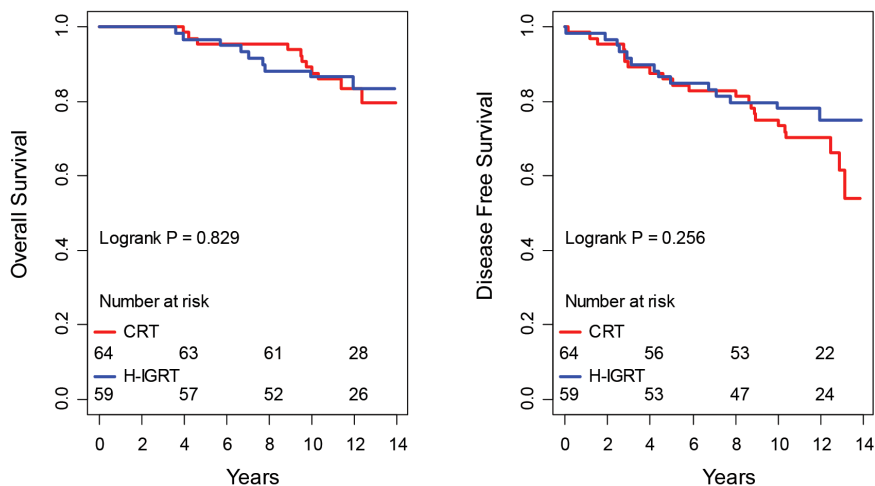 Overall Survival
1.0
0.8
0.6
0.4
0.2
0.0
Logrank P = 0.829
Number at risk
CRT
64 63 61 28
H-IGRT
59 57 52 26
0 2 4 6 8 10 12 14
Years
Disease Free Survival
1.0
0.8
0.6
0.4
0.2
0.0
Logrank P = 0.256
Number at risk
CRT
64 56 53 22
H-IGRT
59 53 47 24
0 2 4 6 8 10 12 14
Years